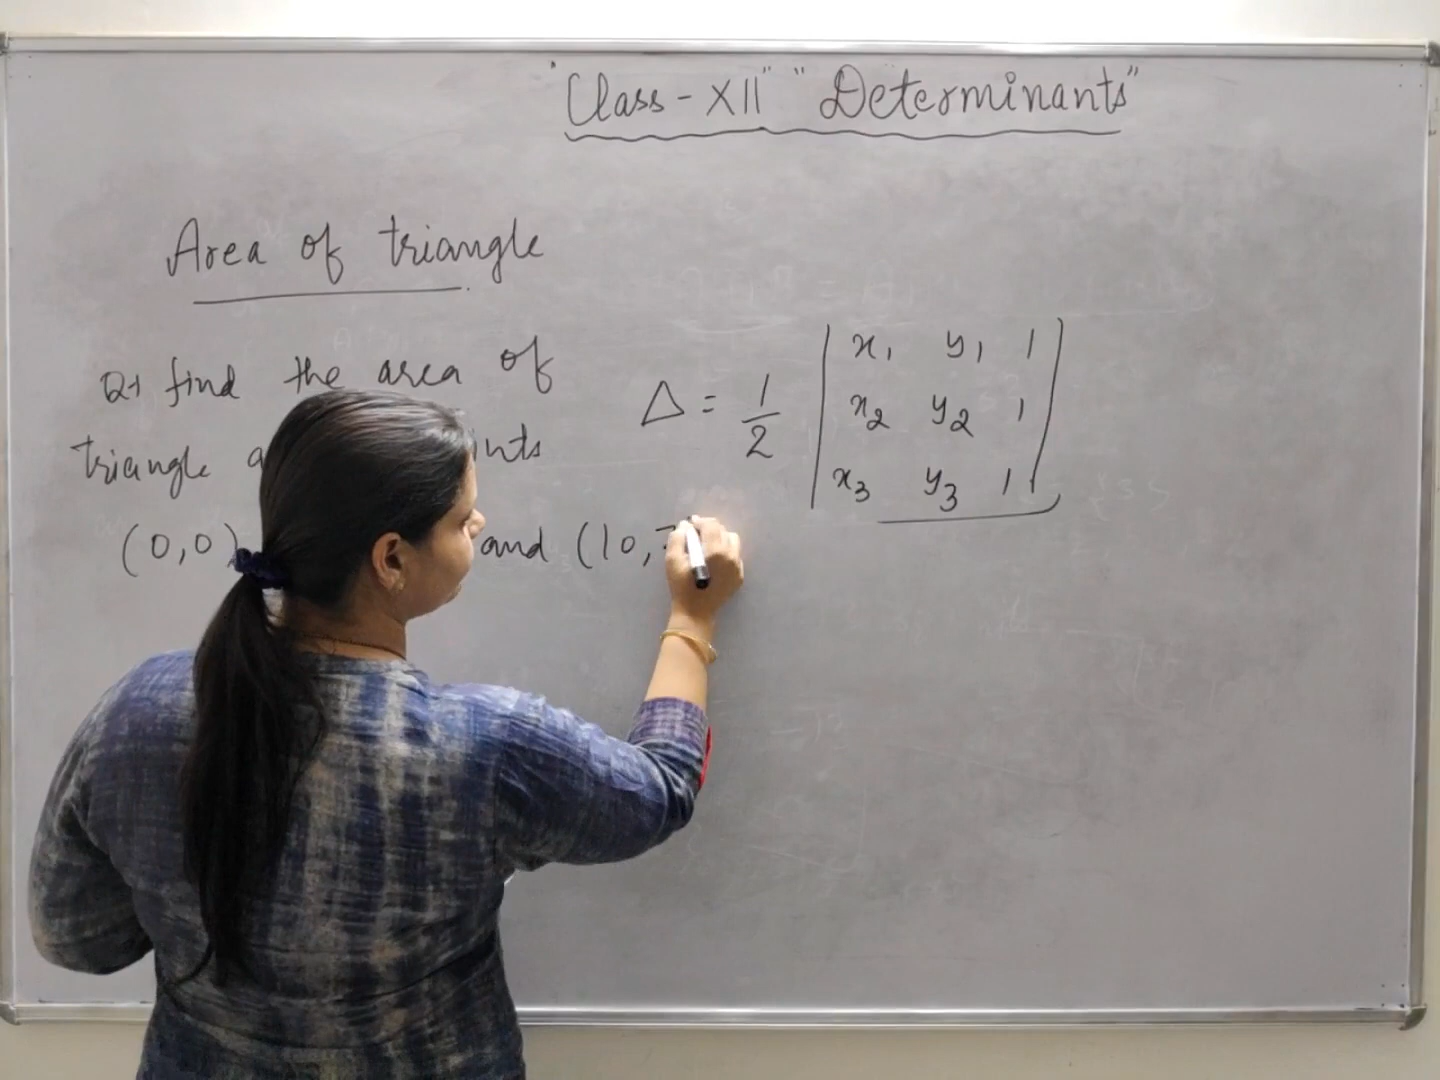 "Class - XII" "Determinants"
Area of triangle
Q1 find the area of
triangle
(0,0) and (10,
Δ = 1/2 | x1 y1 1 |
| x2 y2 1 |
| x3 y3 1 |